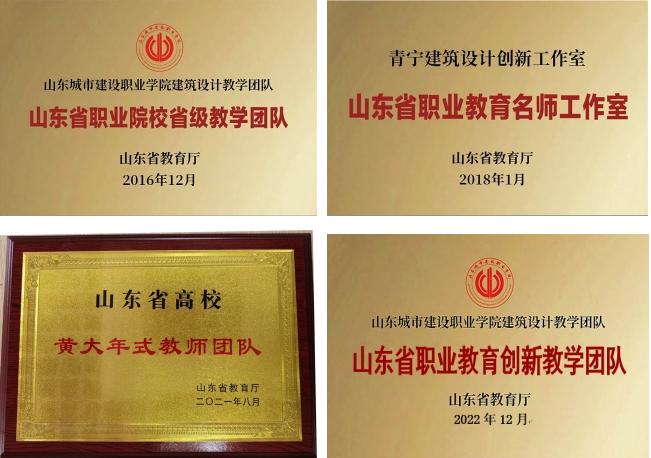 山东城市建设职业学院建筑设计教学团队
山东省职业院校省级教学团队
山东省教育厅
2016年12月
青宁建筑设计创新工作室
山东省职业教育名师工作室
山东省教育厅
2018年1月
山东省高校
黄大年式教师团队
山东省教育厅
二〇二一年八月
山东城市建设职业学院建筑设计教学团队
山东省职业教育创新教学团队
山东省教育厅
2022 年 12 月